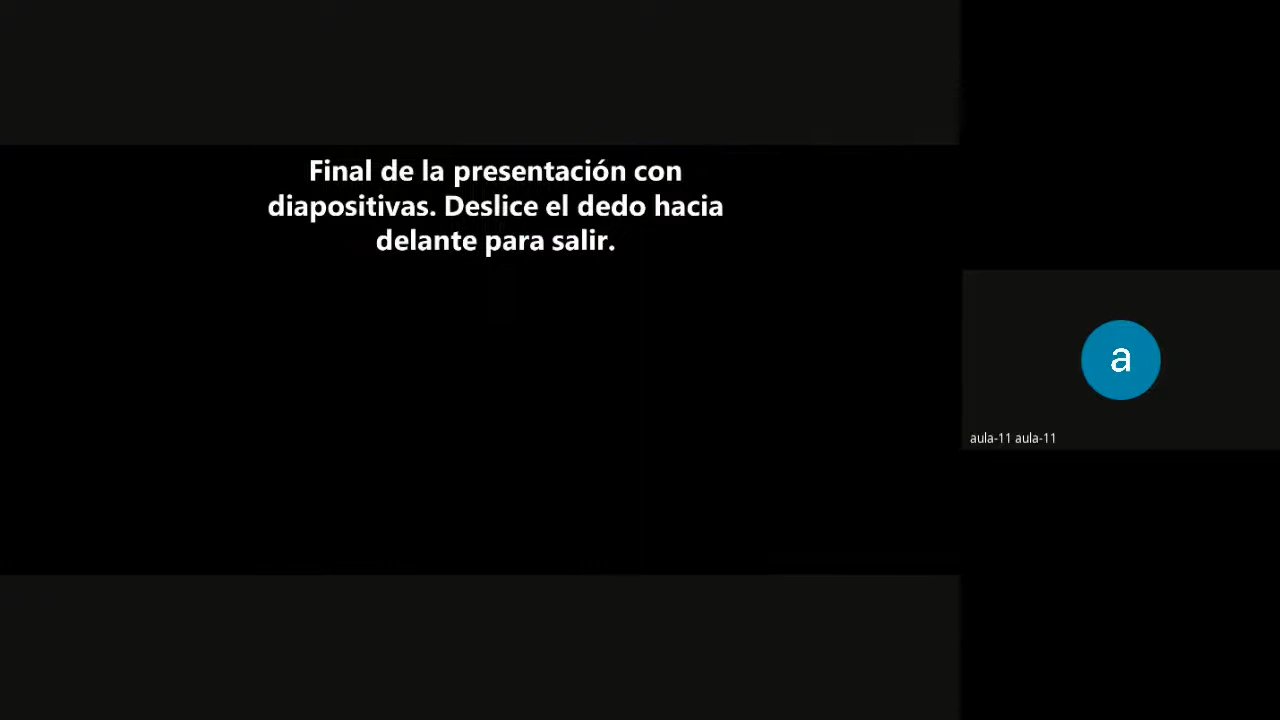 Final de la presentación con
diapositivas. Deslice el dedo hacia
delante para salir.
a
aula-11 aula-11